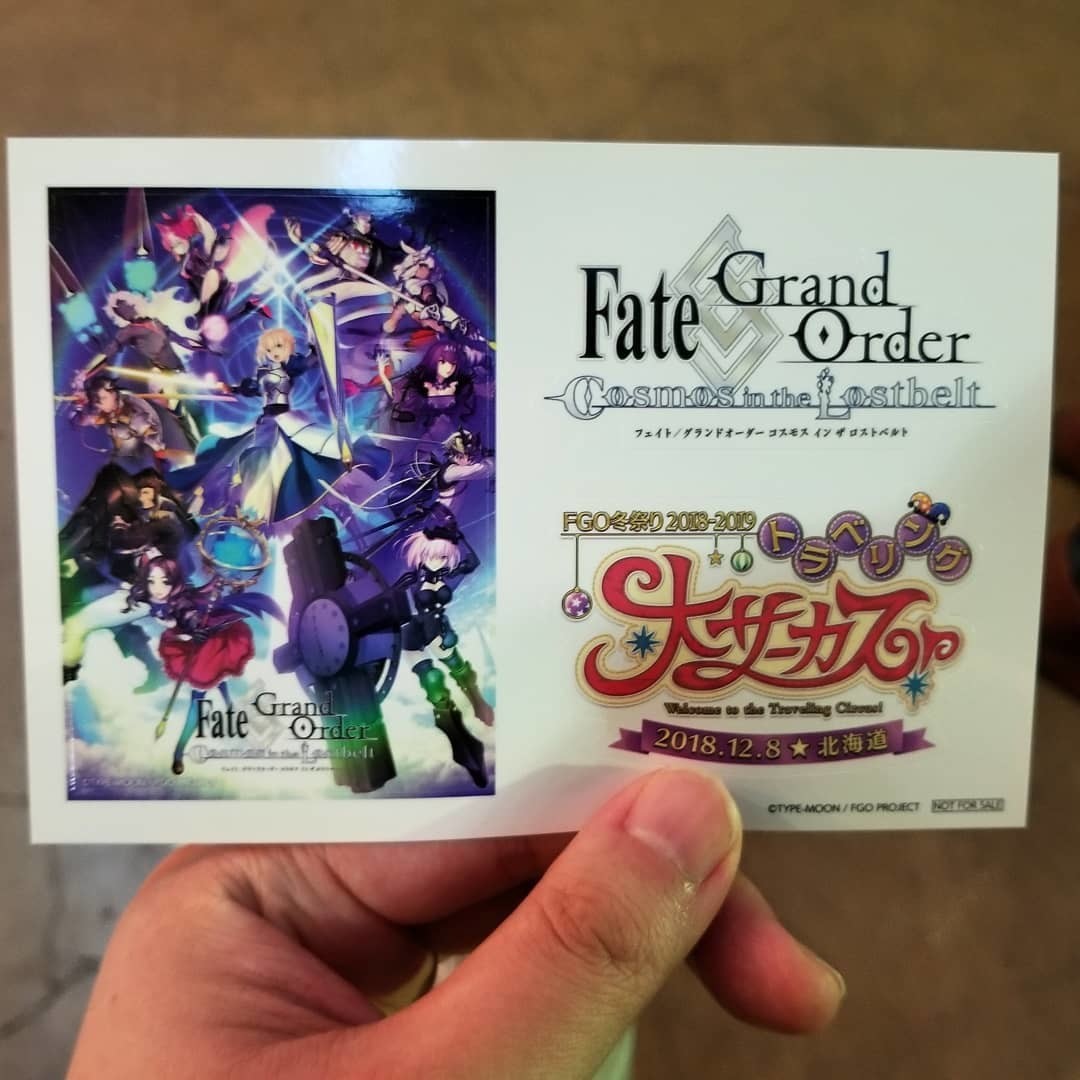 Fate
Grand
Order
Cosmos in the Lostbelt
Fate
Grand
Order
Cosmos in the Lostbelt
フェイト/グランドオーダー コスモス イン ザ ロストベルト
FGO冬祭り 2018-2019
トラベリング
大サーカス
Welcome to the Traveling Circus!
2018.12.8 ★ 北海道
©TYPE-MOON / FGO PROJECT
NOT FOR SALE